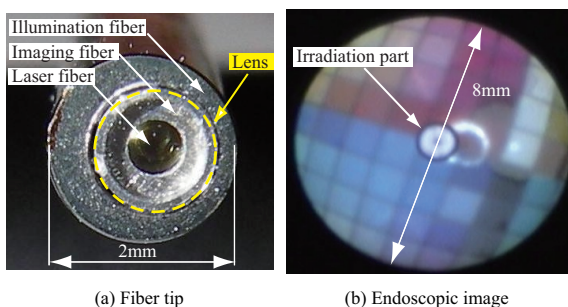 Illumination fiber
Imaging fiber
Laser fiber
Lens
2mm
Irradiation part
8mm
(a) Fiber tip
(b) Endoscopic image